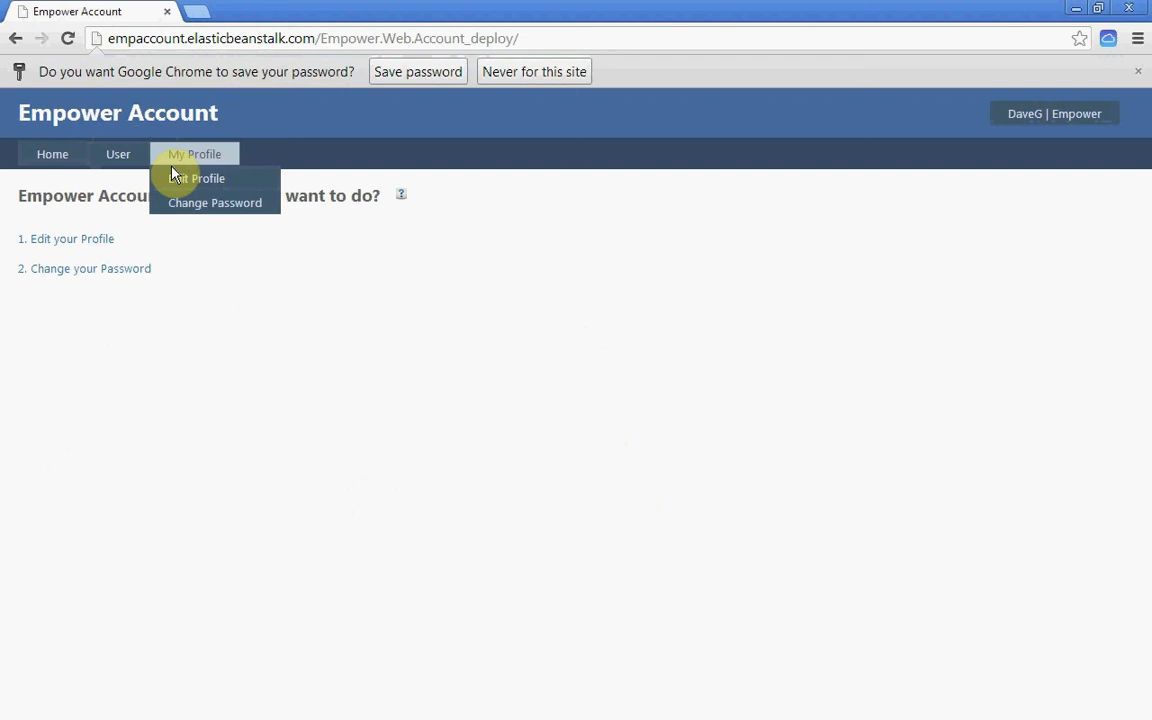 Empower Account
empaccount.elasticbeanstalk.com/Empower.Web.Account_deploy/
Do you want Google Chrome to save your password? Save password Never for this site
Empower Account
DaveG | Empower
Home User My Profile
Profile
Change Password
Empower want to do?
1. Edit your Profile
2. Change your Password